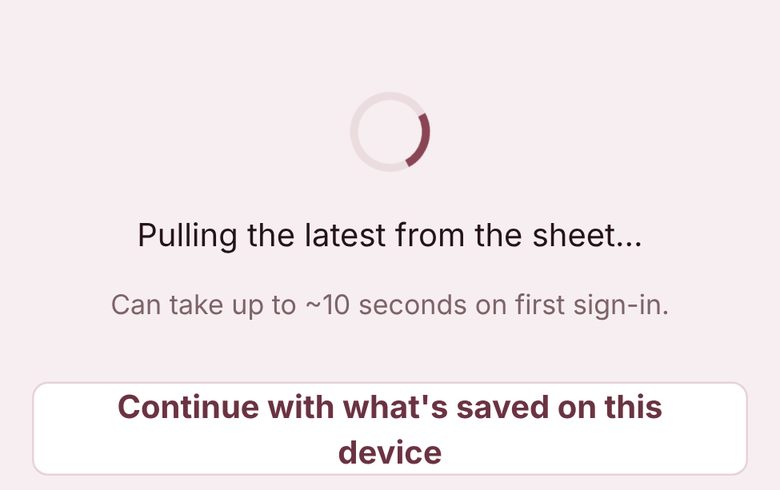 Pulling the latest from the sheet...
Can take up to ~10 seconds on first sign-in.
Continue with what's saved on this
device